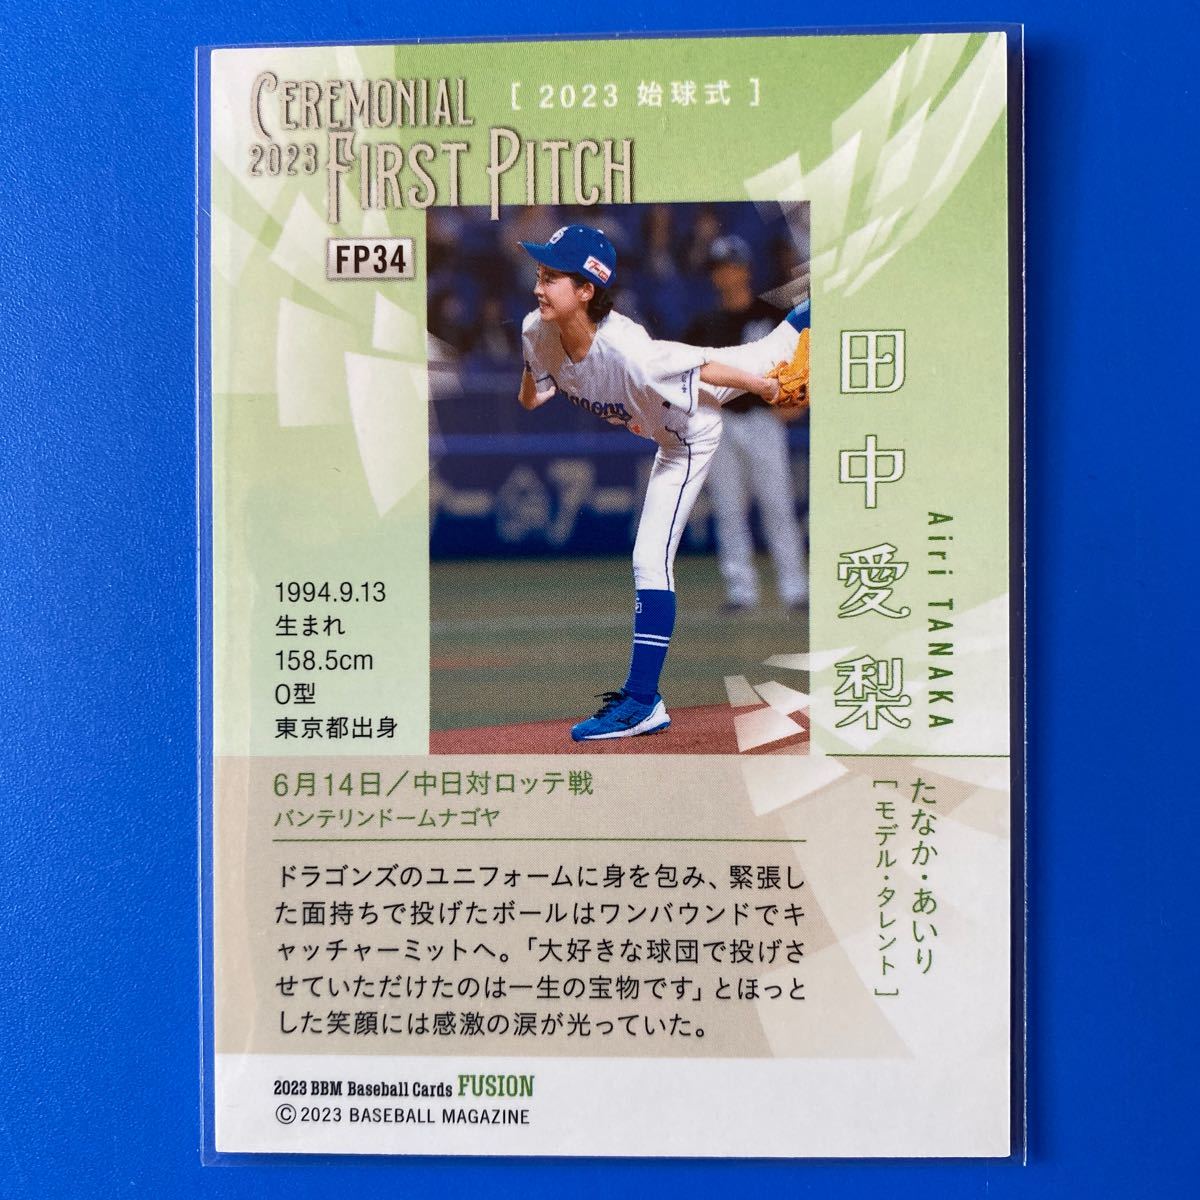 CEREMONIAL
2023 FIRST PITCH
[ 2023 始球式 ]
FP34
田中愛梨
Airi TANAKA
たなか・あいり
[ モデル・タレント ]
1994.9.13
生まれ
158.5cm
O型
東京都出身
6月14日／中日対ロッテ戦
バンテリンドームナゴヤ
ドラゴンズのユニフォームに身を包み、緊張し
た面持ちで投げたボールはワンバウンドでキ
ャッチャーミットへ。「大好きな球団で投げさ
せていただけたのは一生の宝物です」とほっと
した笑顔には感激の涙が光っていた。
2023 BBM Baseball Cards FUSION
©2023 BASEBALL MAGAZINE